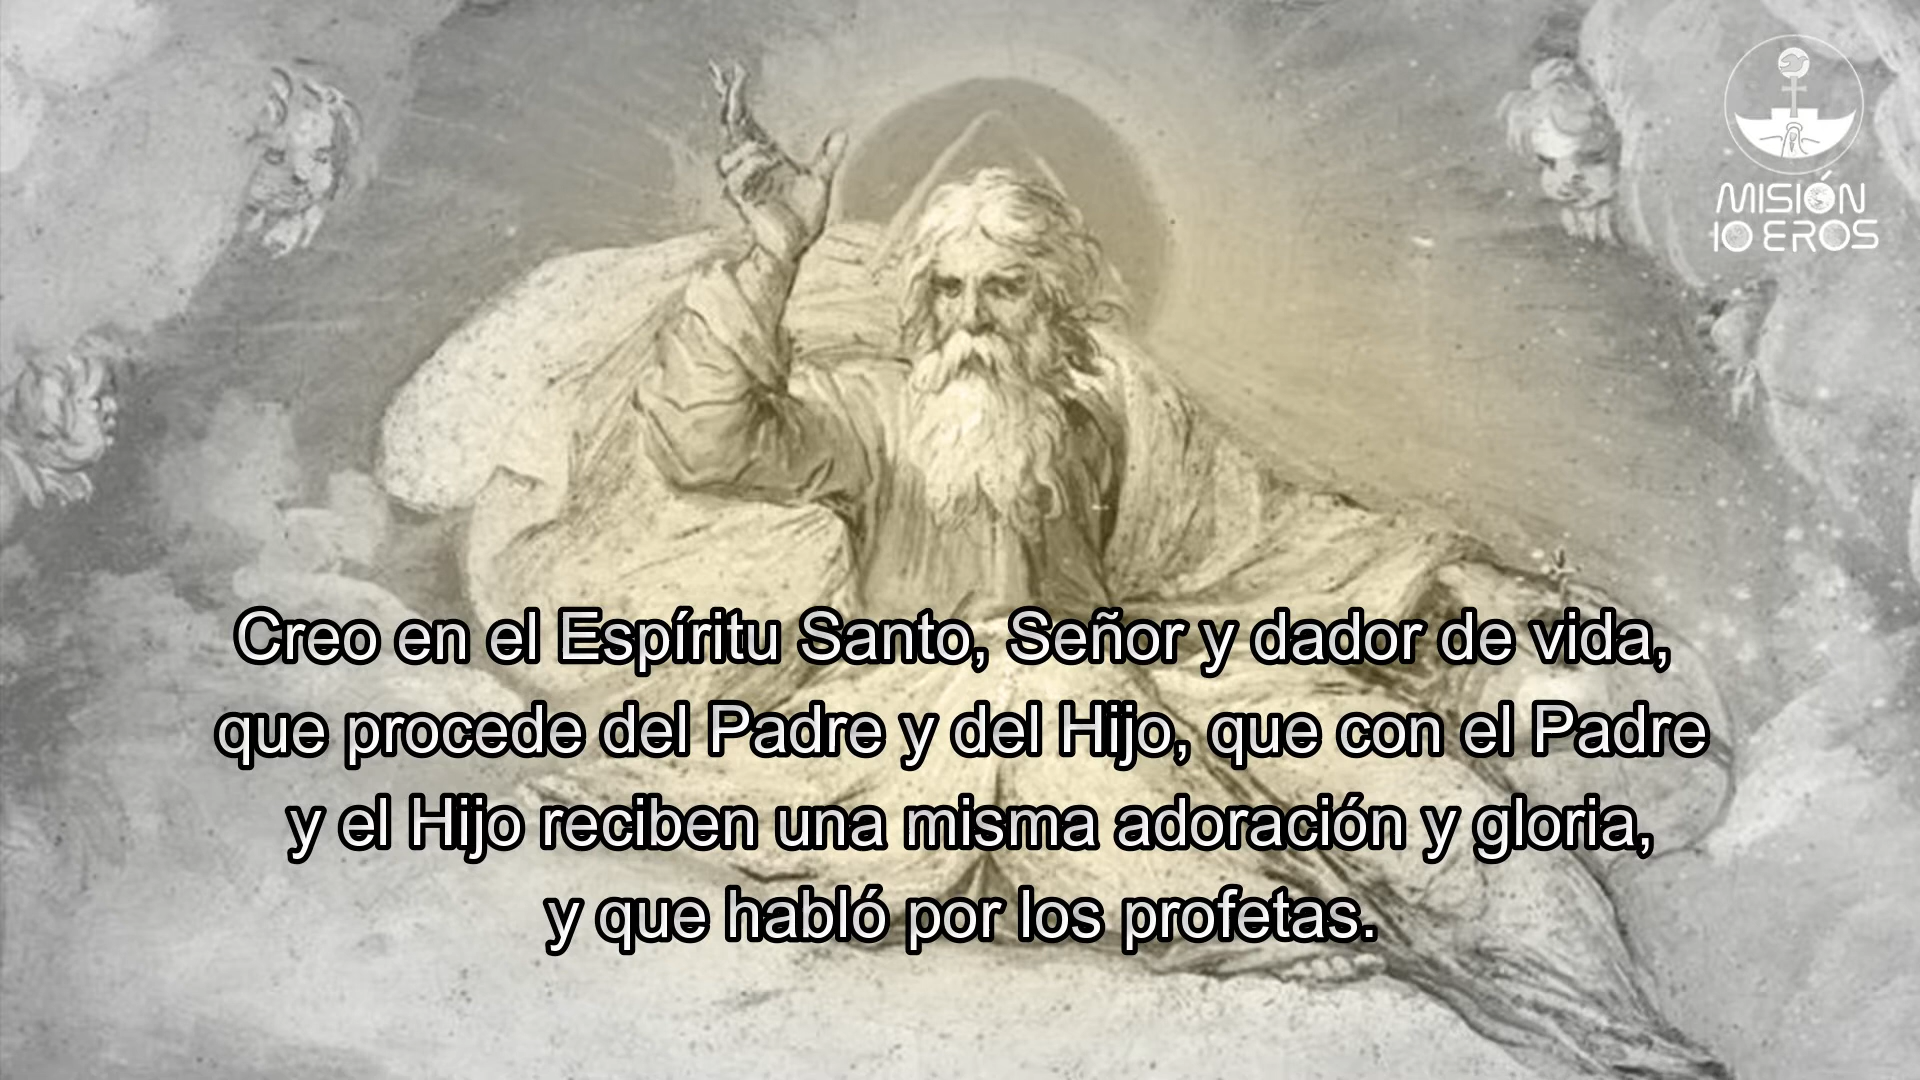 MISIÓN
IO EROS
Creo en el Espíritu Santo, Señor y dador de vida,
que procede del Padre y del Hijo, que con el Padre
y el Hijo reciben una misma adoración y gloria,
y que habló por los profetas.